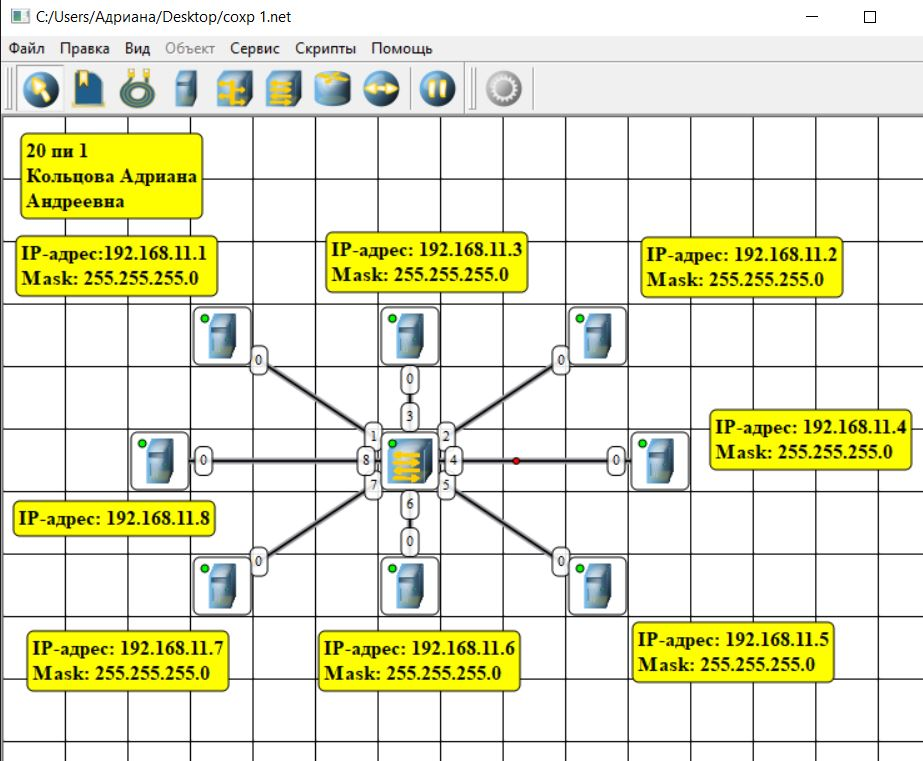 C:/Users/Адриана/Desktop/сохр 1.net
Файл Правка Вид Объект Сервис Скрипты Помощь
20 пи 1
Кольцова Адриана
Андреевна
IP-адрес:192.168.11.1
Mask: 255.255.255.0
IP-адрес: 192.168.11.3
Mask: 255.255.255.0
IP-адрес: 192.168.11.2
Mask: 255.255.255.0
0
0
0
3
1
2
0
8
4
0
7
5
6
0
0
0
IP-адрес: 192.168.11.4
Mask: 255.255.255.0
IP-адрес: 192.168.11.8
IP-адрес: 192.168.11.7
Mask: 255.255.255.0
IP-адрес: 192.168.11.6
Mask: 255.255.255.0
IP-адрес: 192.168.11.5
Mask: 255.255.255.0